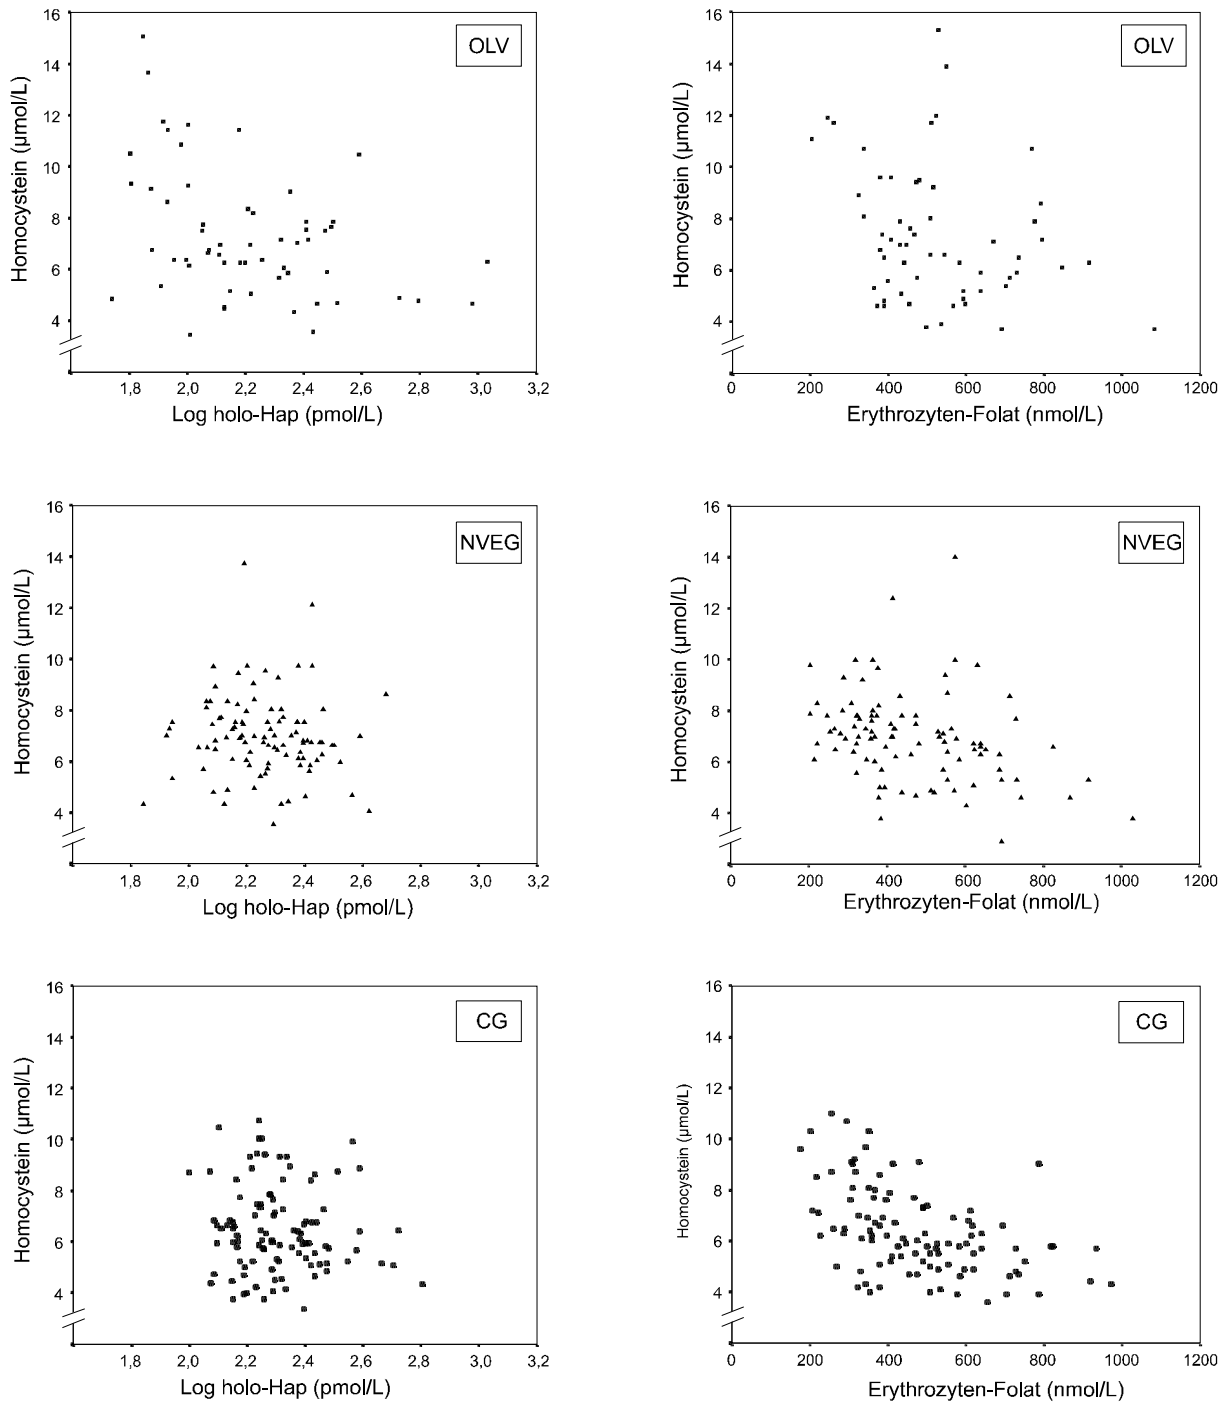 16
14
12
10
8
6
4
Homocystein (µmol/L)
OLV
1,8 2,0 2,2 2,4 2,6 2,8 3,0 3,2
Log holo-Hap (pmol/L)
16
14
12
10
8
6
4
Homocystein (µmol/L)
OLV
0 200 400 600 800 1000 1200
Erythrozyten-Folat (nmol/L)
16
14
12
10
8
6
4
Homocystein (µmol/L)
NVEG
1,8 2,0 2,2 2,4 2,6 2,8 3,0 3,2
Log holo-Hap (pmol/L)
16
14
12
10
8
6
4
Homocystein (µmol/L)
NVEG
0 200 400 600 800 1000 1200
Erythrozyten-Folat (nmol/L)
16
14
12
10
8
6
4
Homocystein (µmol/L)
CG
1,8 2,0 2,2 2,4 2,6 2,8 3,0 3,2
Log holo-Hap (pmol/L)
16
14
12
10
8
6
4
Homocystein (µmol/L)
CG
0 200 400 600 800 1000 1200
Erythrozyten-Folat (nmol/L)